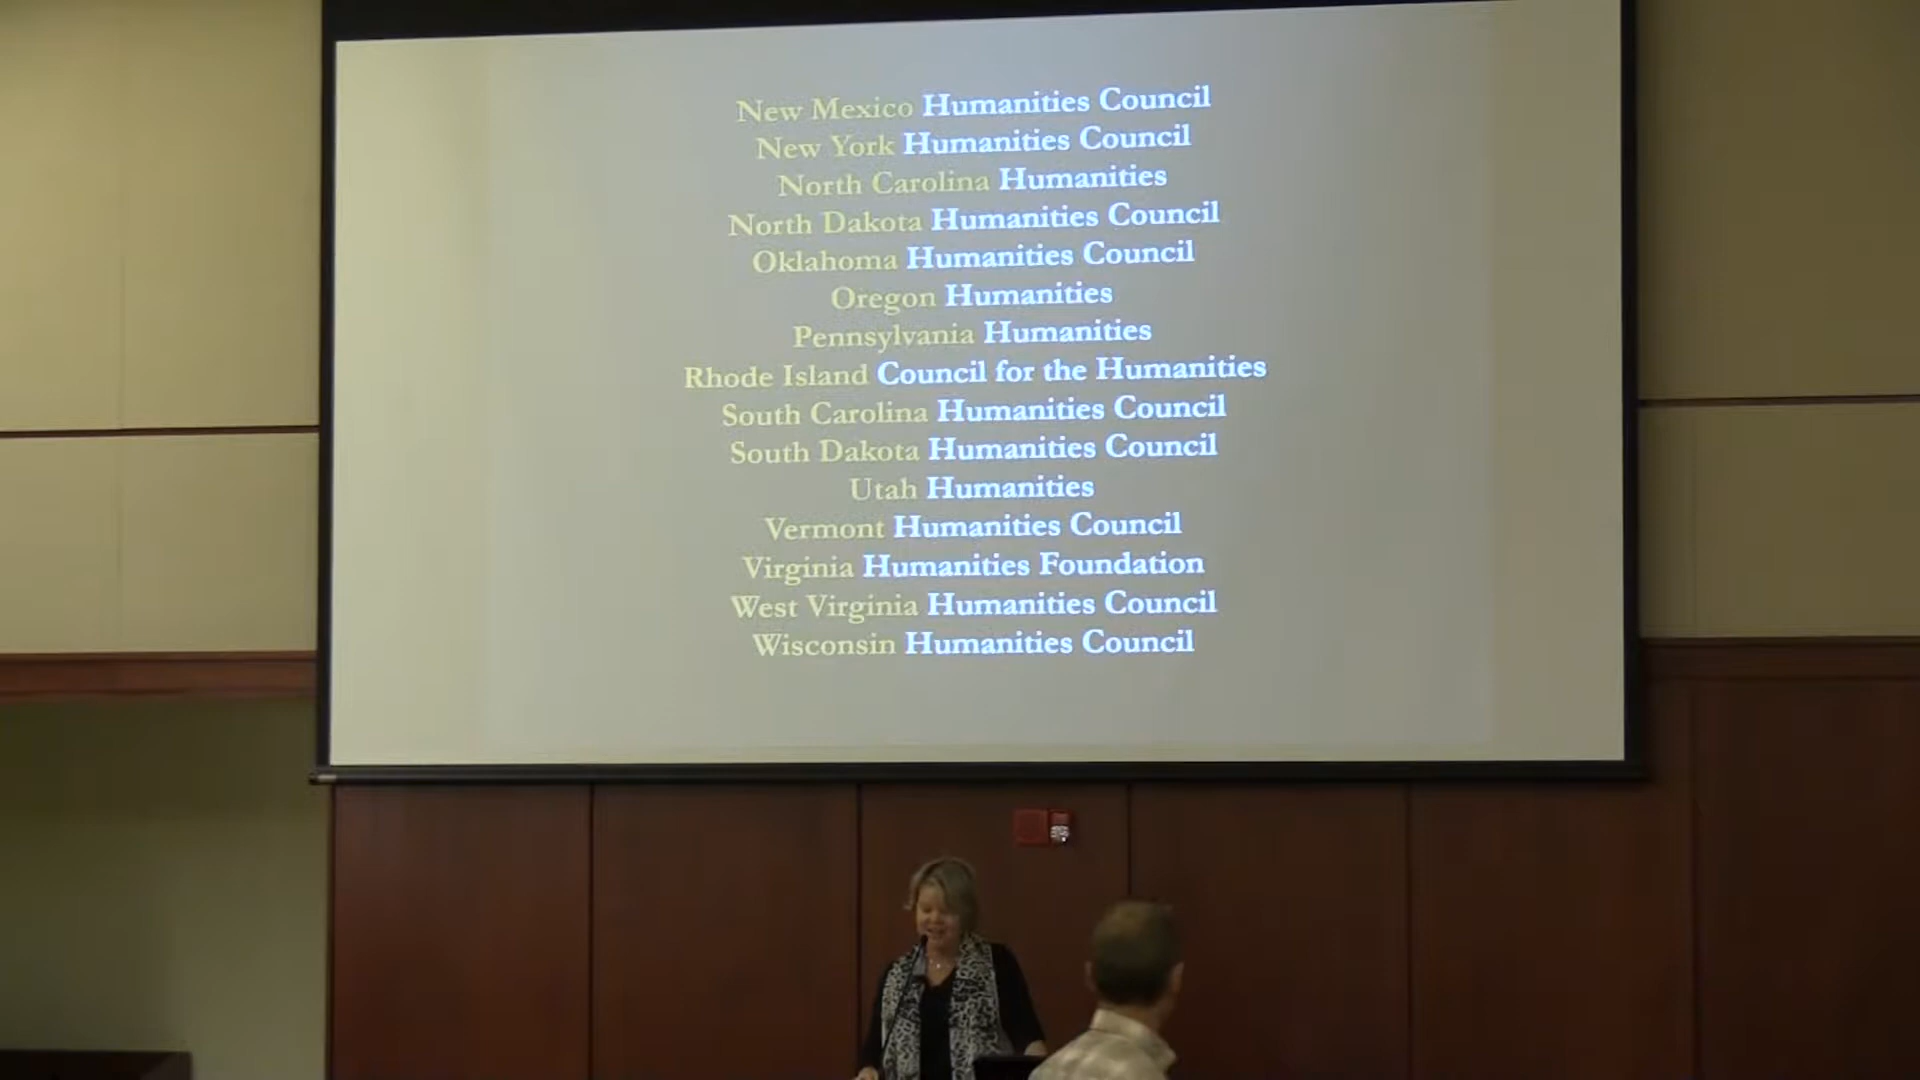 New Mexico Humanities Council
New York Humanities Council
North Carolina Humanities
North Dakota Humanities Council
Oklahoma Humanities Council
Oregon Humanities
Pennsylvania Humanities
Rhode Island Council for the Humanities
South Carolina Humanities Council
South Dakota Humanities Council
Utah Humanities
Vermont Humanities Council
Virginia Humanities Foundation
West Virginia Humanities Council
Wisconsin Humanities Council